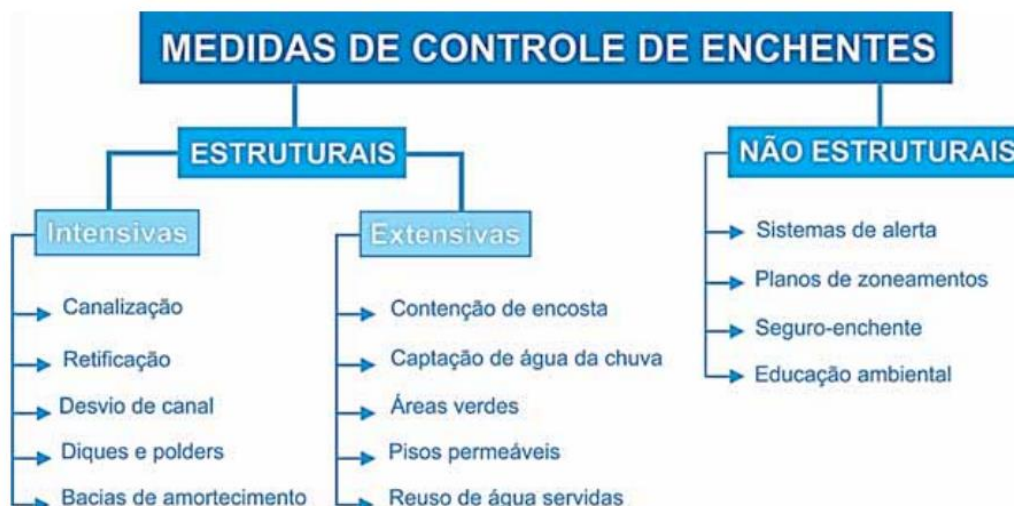 MEDIDAS DE CONTROLE DE ENCHENTES
ESTRUTURAIS
Intensivas
Canalização
Retificação
Desvio de canal
Diques e polders
Bacias de amortecimento
Extensivas
Contenção de encosta
Captação de água da chuva
Áreas verdes
Pisos permeáveis
Reuso de água servidas
NÃO ESTRUTURAIS
Sistemas de alerta
Planos de zoneamentos
Seguro-enchente
Educação ambiental